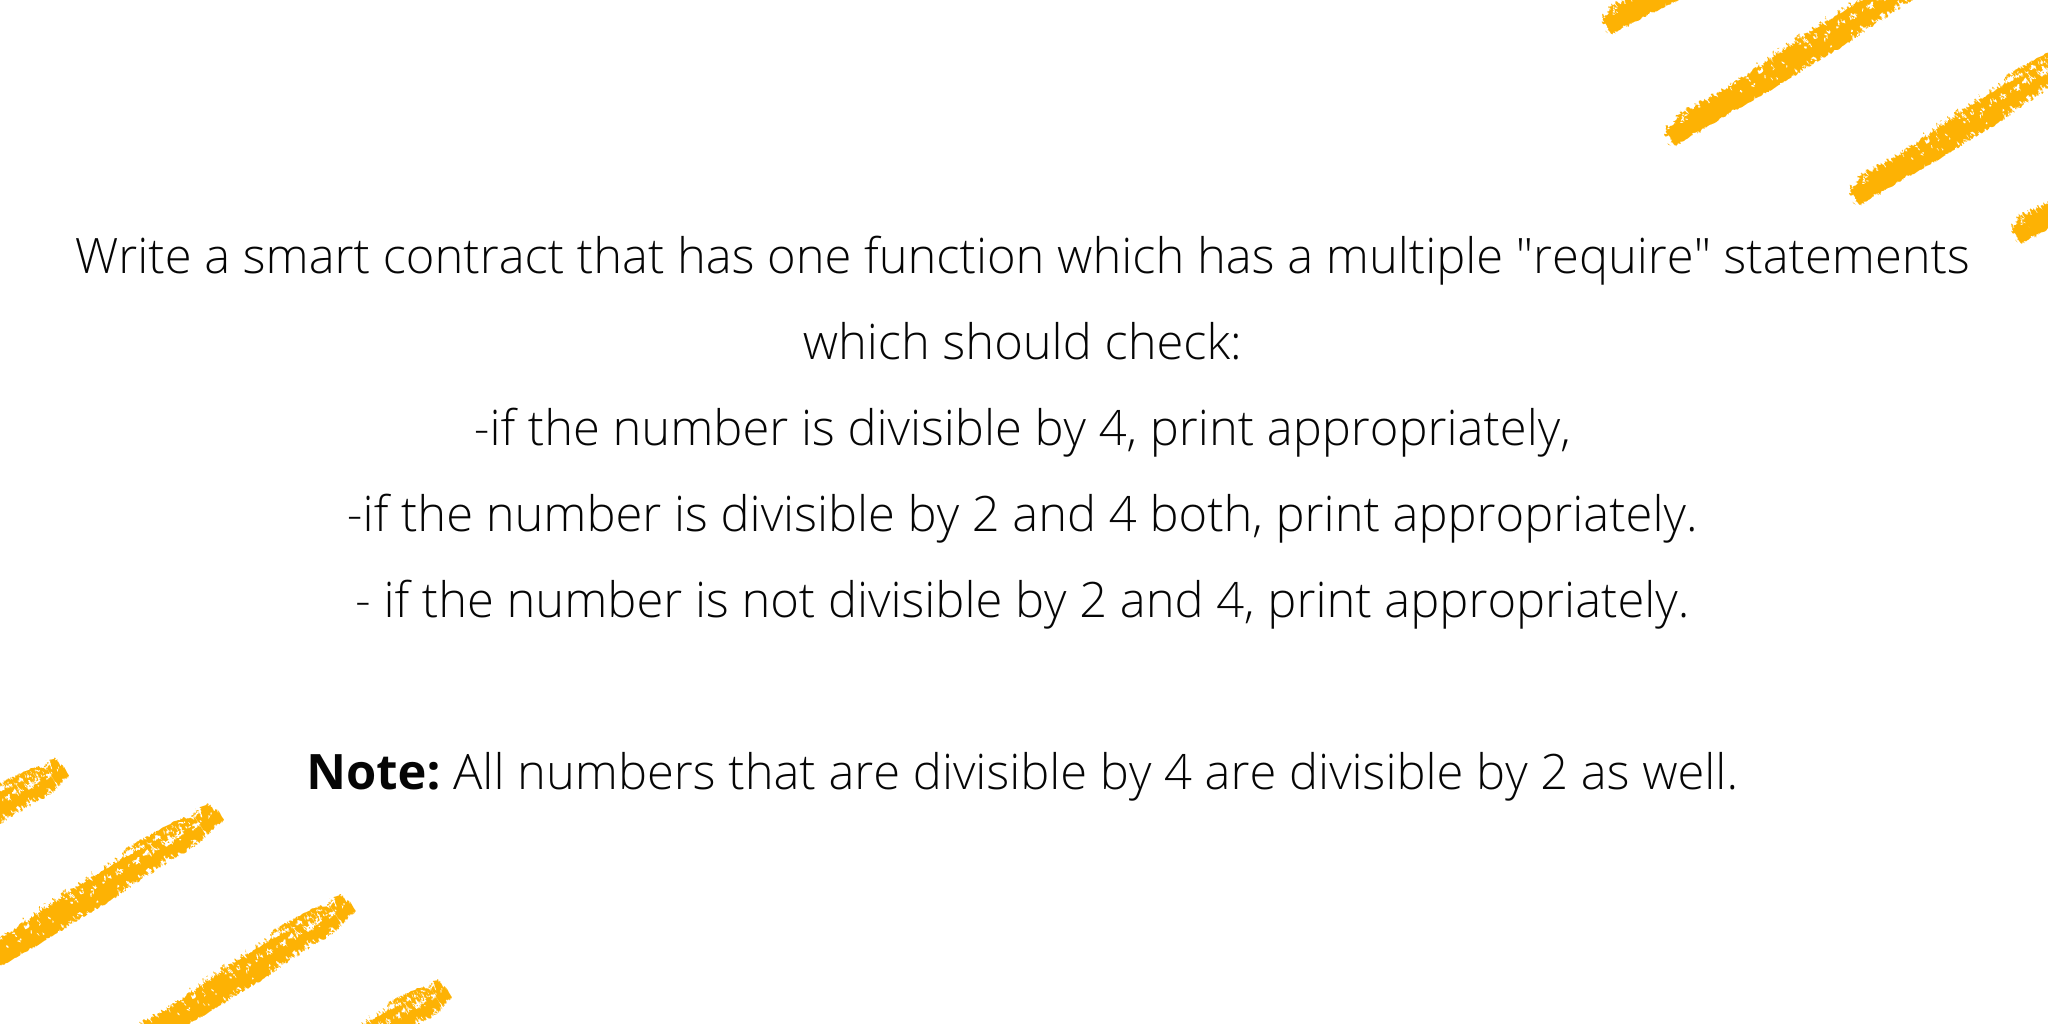 Write a smart contract that has one function which has a multiple "require" statements
which should check:
-if the number is divisible by 4, print appropriately,
-if the number is divisible by 2 and 4 both, print appropriately.
- if the number is not divisible by 2 and 4, print appropriately.
Note: All numbers that are divisible by 4 are divisible by 2 as well.